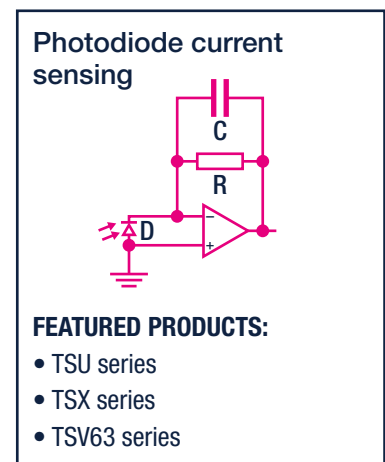 Photodiode current
sensing
C
R
D
−
+
FEATURED PRODUCTS:
• TSU series
• TSX series
• TSV63 series